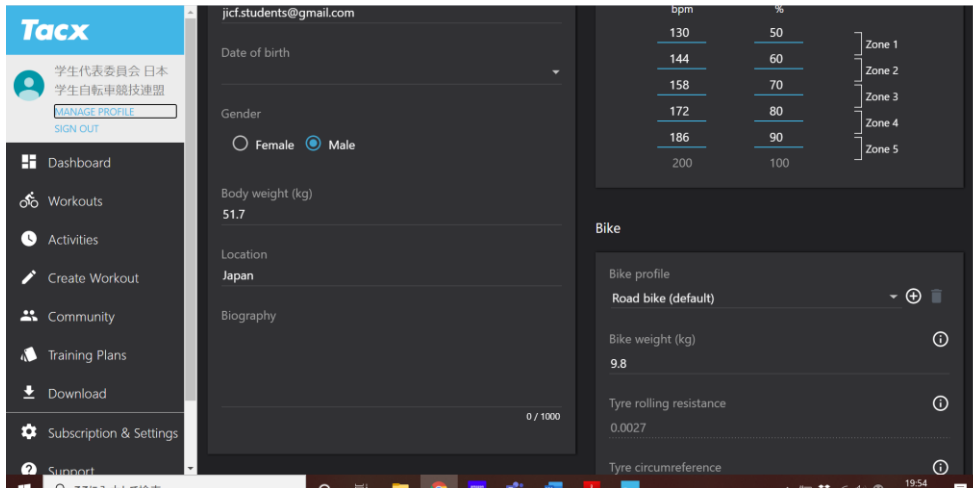 Tacx
学生代表委員会 日本
学生自転車競技連盟
MANAGE PROFILE
SIGN OUT
Dashboard
Workouts
Activities
Create Workout
Community
Training Plans
Download
Subscription & Settings
Support
jicf.students@gmail.com
Date of birth
Gender
Female Male
Body weight (kg)
51.7
Location
Japan
Biography
0 / 1000
bpm %
130 50
Zone 1
144 60
Zone 2
158 70
Zone 3
172 80
Zone 4
186 90
Zone 5
200 100
Bike
Bike profile
Road bike (default)
Bike weight (kg)
9.8
Tyre rolling resistance
0.0027
Tyre circumreference
19:54